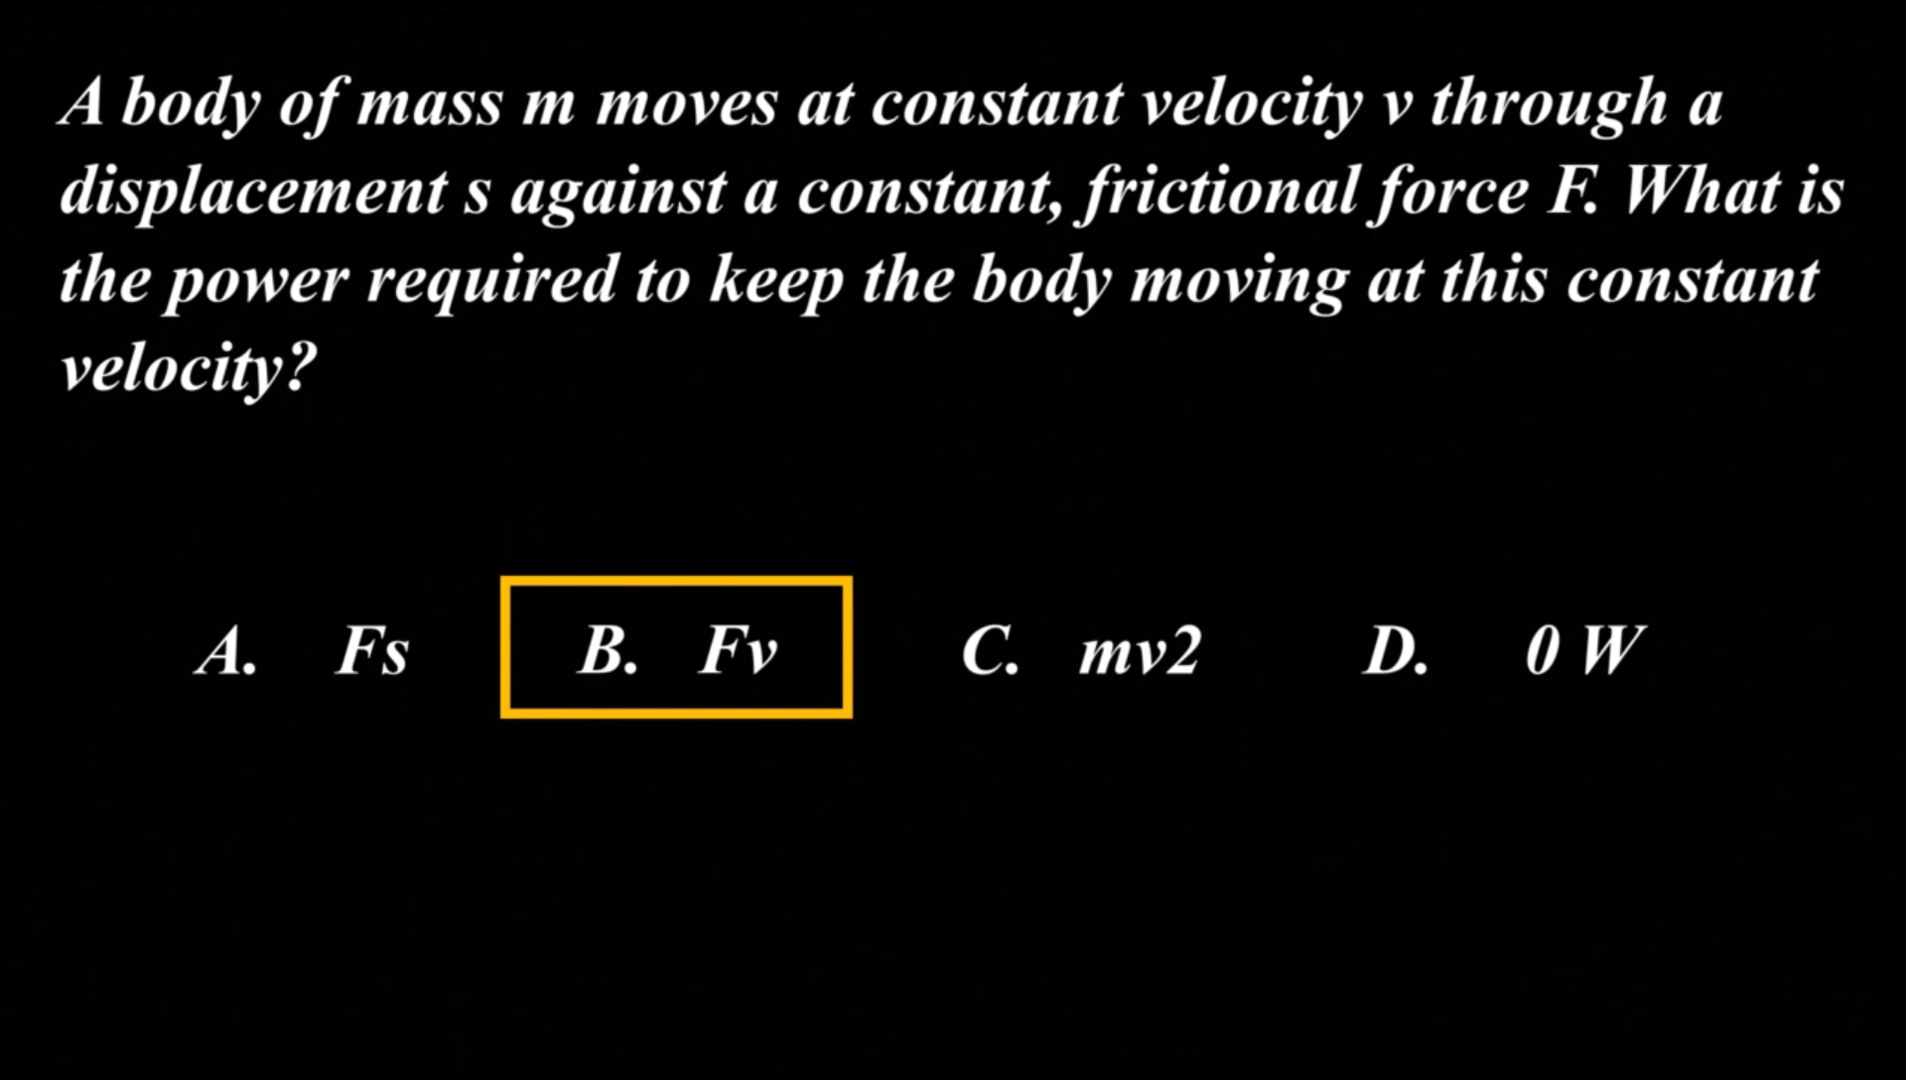 A body of mass m moves at constant velocity v through a
displacement s against a constant, frictional force F. What is
the power required to keep the body moving at this constant
velocity?
A. Fs B. Fv C. mv2 D. 0 W